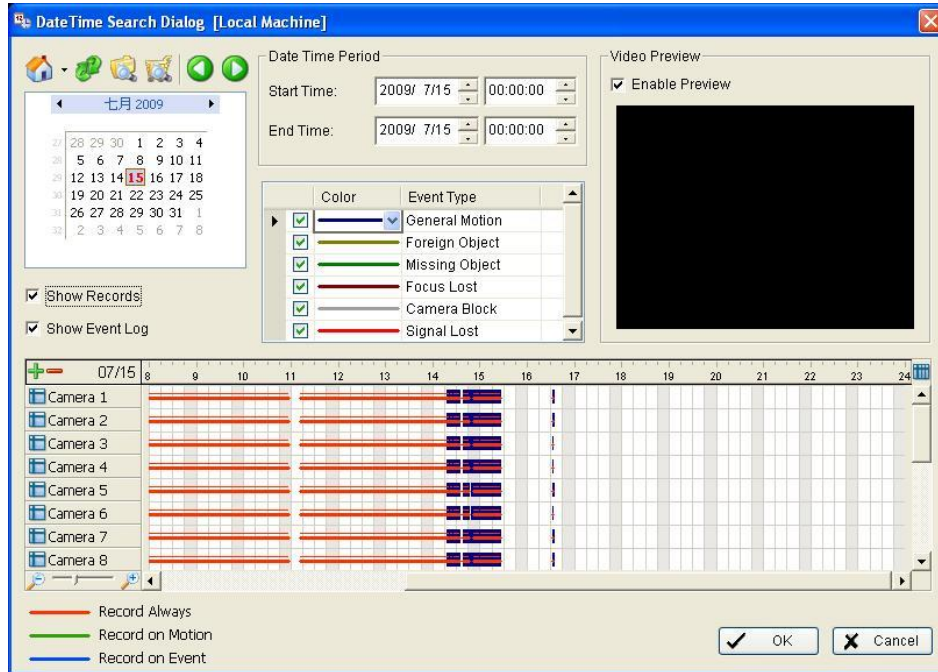 DateTime Search Dialog [Local Machine]
七月 2009
27 28 29 30 1 2 3 4
28 5 6 7 8 9 10 11
29 12 13 14 15 16 17 18
30 19 20 21 22 23 24 25
31 26 27 28 29 30 31 1
32 2 3 4 5 6 7 8
Show Records
Show Event Log
Date Time Period
Start Time: 2009/ 7/15 00:00:00
End Time: 2009/ 7/15 00:00:00
Color Event Type
General Motion
Foreign Object
Missing Object
Focus Lost
Camera Block
Signal Lost
Video Preview
Enable Preview
07/15 8 9 10 11 12 13 14 15 16 17 18 19 20 21 22 23 24
Camera 1
Camera 2
Camera 3
Camera 4
Camera 5
Camera 6
Camera 7
Camera 8
Record Always
Record on Motion
Record on Event
OK Cancel